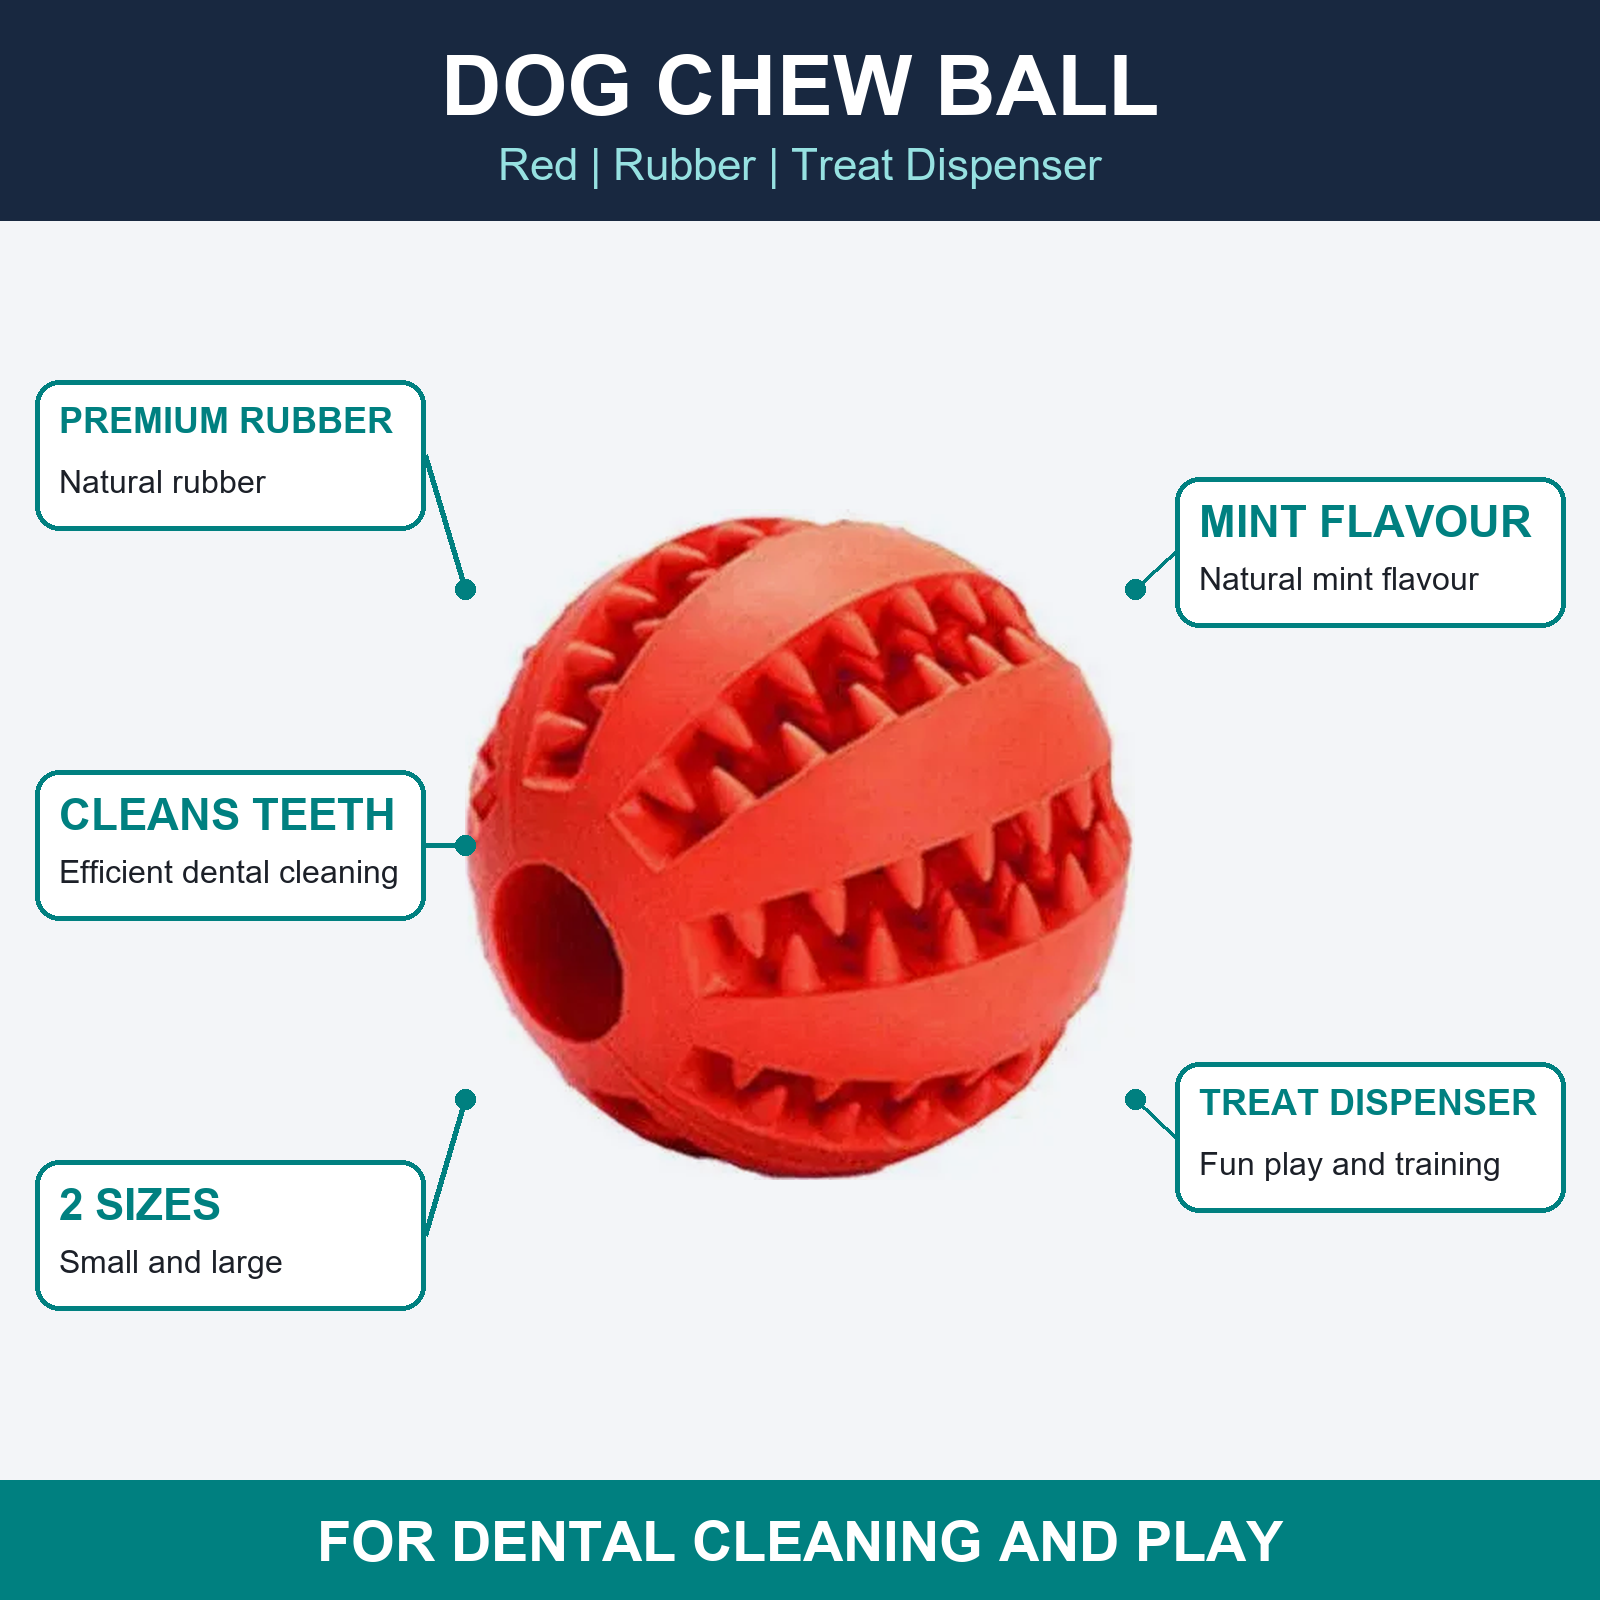 DOG CHEW BALL
Red | Rubber | Treat Dispenser
PREMIUM RUBBER
Natural rubber
MINT FLAVOUR
Natural mint flavour
CLEANS TEETH
Efficient dental cleaning
TREAT DISPENSER
Fun play and training
2 SIZES
Small and large
FOR DENTAL CLEANING AND PLAY